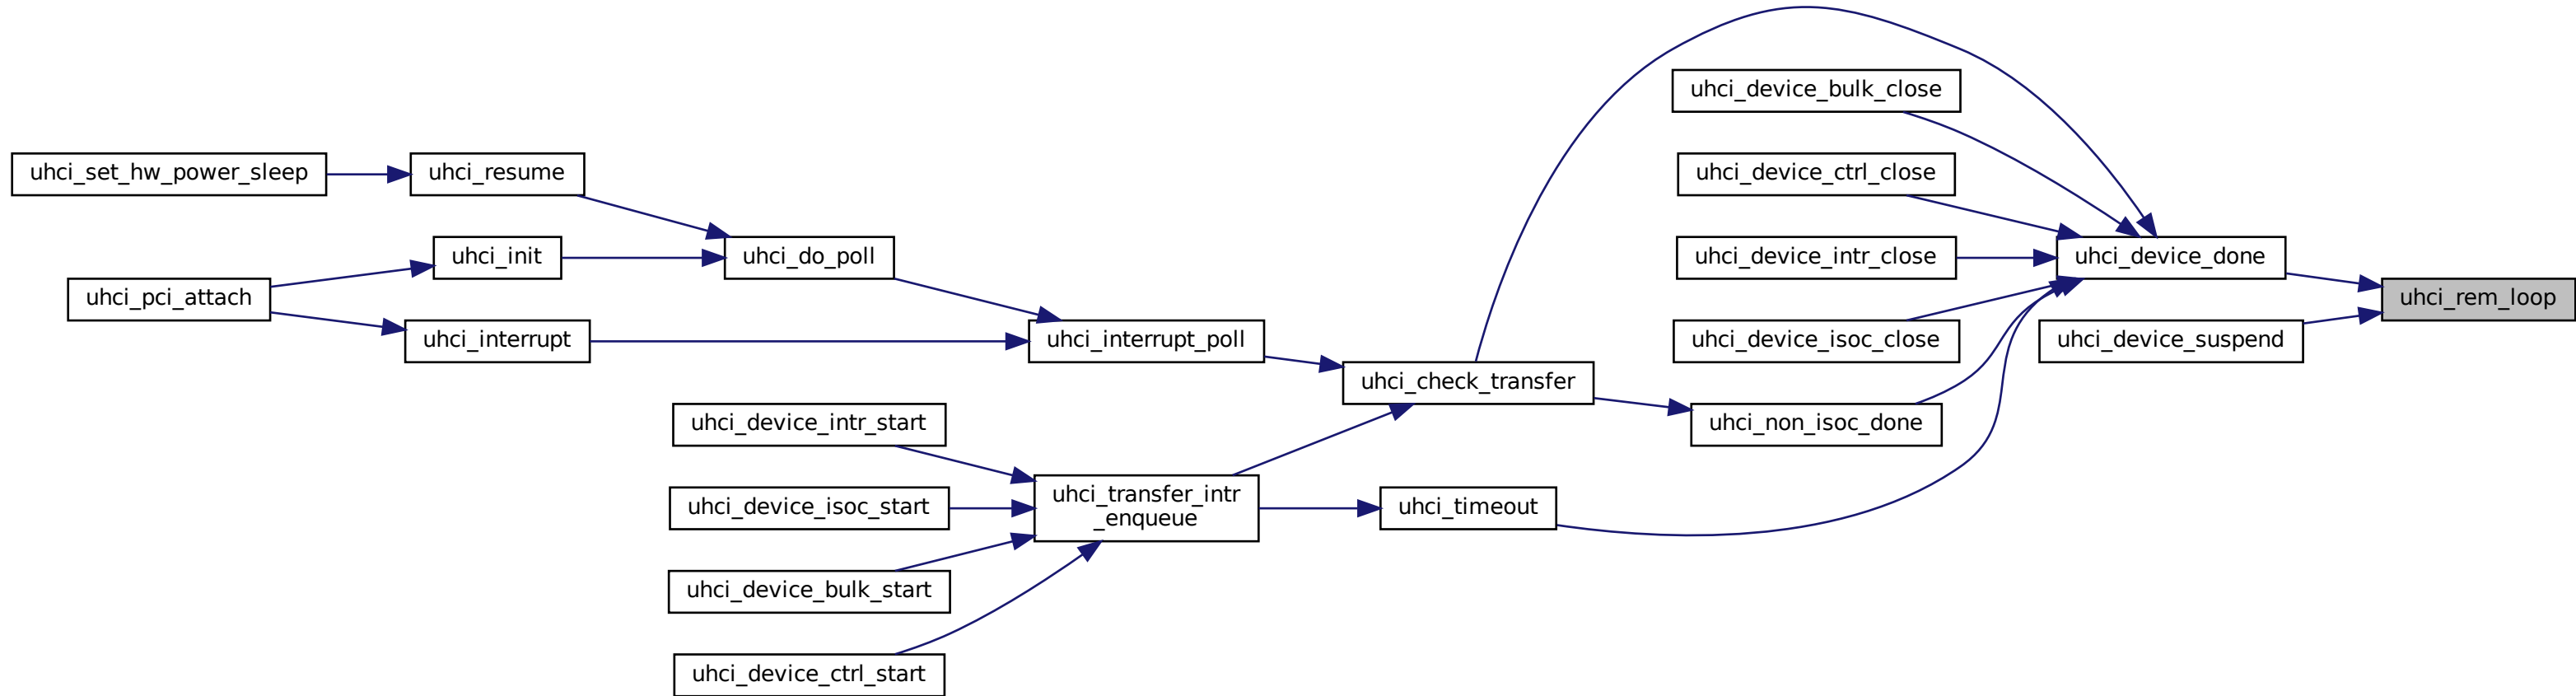 uhci_device_bulk_close
uhci_set_hw_power_sleep
uhci_resume
uhci_device_ctrl_close
uhci_init
uhci_do_poll
uhci_device_intr_close
uhci_device_done
uhci_pci_attach
uhci_rem_loop
uhci_interrupt
uhci_interrupt_poll
uhci_device_isoc_close
uhci_device_suspend
uhci_check_transfer
uhci_device_intr_start
uhci_non_isoc_done
uhci_transfer_intr
_enqueue
uhci_device_isoc_start
uhci_timeout
uhci_device_bulk_start
uhci_device_ctrl_start